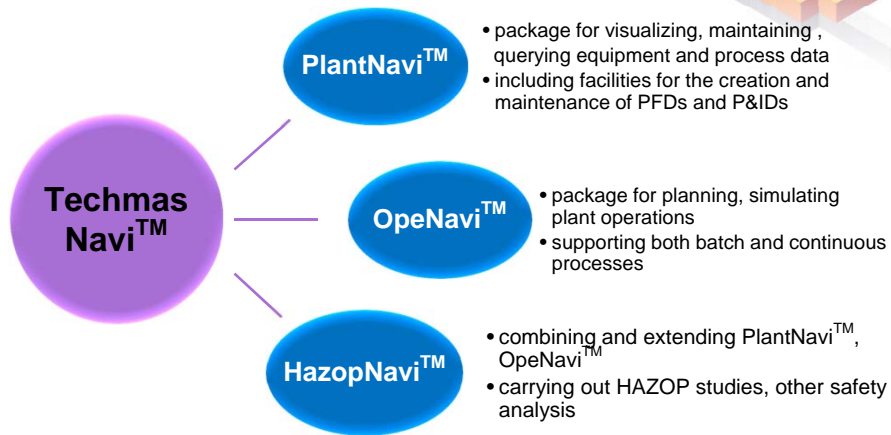 PlantNavi™
• package for visualizing, maintaining ,
querying equipment and process data
• including facilities for the creation and
maintenance of PFDs and P&IDs
Techmas
Navi™
OpeNavi™
• package for planning, simulating
plant operations
• supporting both batch and continuous
processes
HazopNavi™
• combining and extending PlantNavi™,
OpeNavi™
• carrying out HAZOP studies, other safety
analysis